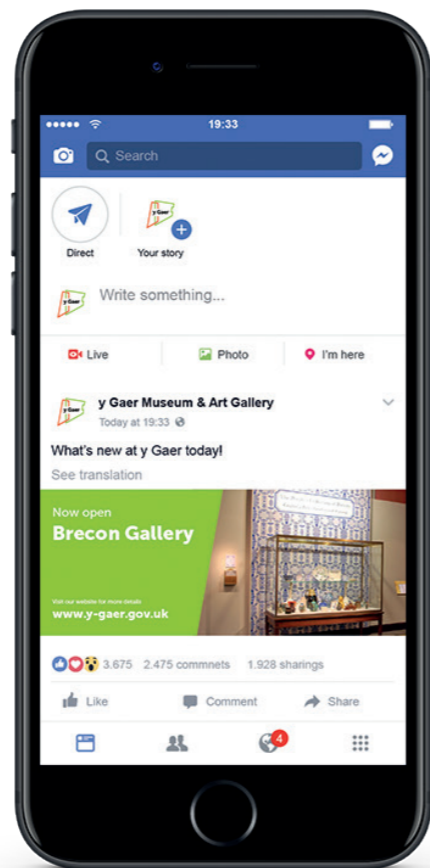 19:33
Search
y Gaer
Direct
Your story
y Gaer
Write something...
Live
Photo
I'm here
y Gaer
y Gaer Museum & Art Gallery
Today at 19:33
What's new at y Gaer today!
See translation
Now open
Brecon Gallery
Visit our website for more details
www.y-gaer.gov.uk
3.675 2.475 commnets 1.928 sharings
Like
Comment
Share
4